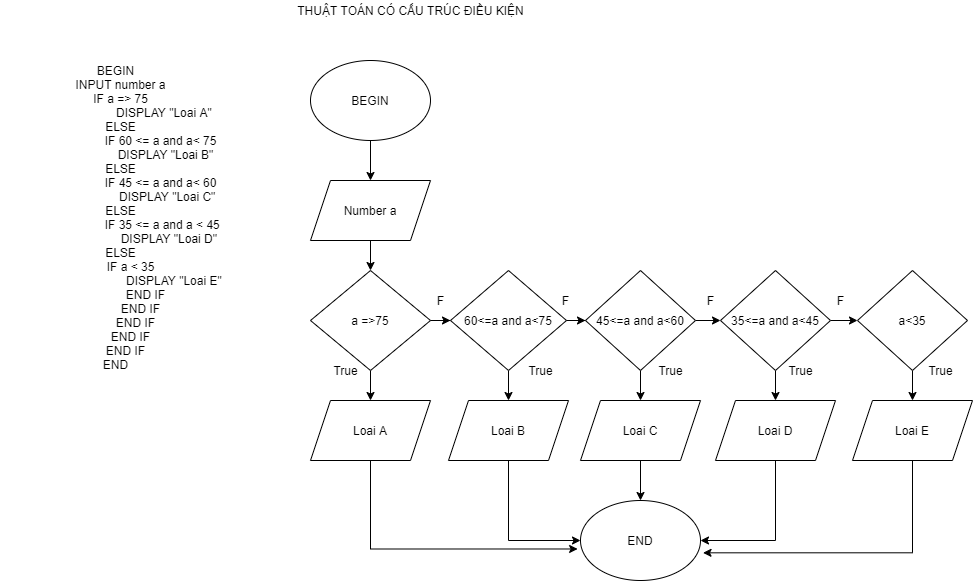 THUẬT TOÁN CÓ CẤU TRÚC ĐIỀU KIỆN
BEGIN
INPUT number a
IF a => 75
DISPLAY "Loai A"
ELSE
IF 60 <= a and a< 75
DISPLAY "Loai B"
ELSE
IF 45 <= a and a< 60
DISPLAY "Loai C"
ELSE
IF 35 <= a and a < 45
DISPLAY "Loai D"
ELSE
IF a < 35
DISPLAY "Loai E"
END IF
END IF
END IF
END IF
END IF
END
BEGIN
Number a
a =>75
F
60<=a and a<75
F
45<=a and a<60
F
35<=a and a<45
F
a<35
True
True
True
True
True
Loai A
Loai B
Loai C
Loai D
Loai E
END